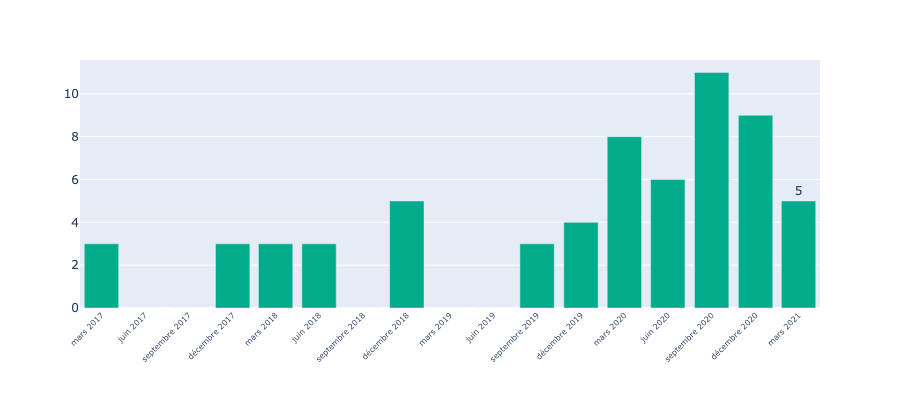 10
8
6
4
2
0
5
mars 2017
juin 2017
septembre 2017
décembre 2017
mars 2018
juin 2018
septembre 2018
décembre 2018
mars 2019
juin 2019
septembre 2019
décembre 2019
mars 2020
juin 2020
septembre 2020
décembre 2020
mars 2021